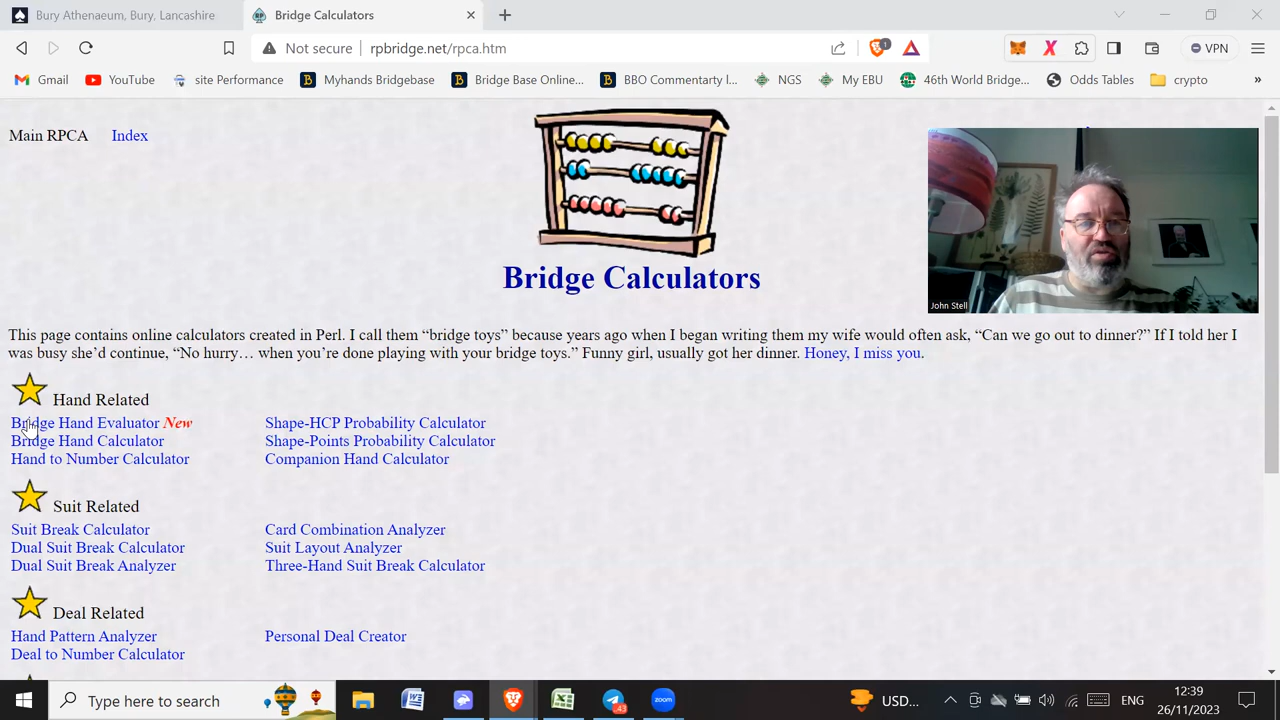 Bury Athenaeum, Bury, Lancashire
Bridge Calculators
Not secure
rpbridge.net/rpca.htm
1
VPN
Gmail
YouTube
site Performance
Myhands Bridgebase
Bridge Base Online...
BBO Commentarty l...
NGS
My EBU
46th World Bridge...
Odds Tables
crypto
»
Main RPCA Index
John Stell
Bridge Calculators
This page contains online calculators created in Perl. I call them “bridge toys” because years ago when I began writing them my wife would often ask, “Can we go out to dinner?” If I told her I
was busy she’d continue, “No hurry… when you’re done playing with your bridge toys.” Funny girl, usually got her dinner. Honey, I miss you.
Hand Related
Bridge Hand Evaluator New Shape-HCP Probability Calculator
Bridge Hand Calculator Shape-Points Probability Calculator
Hand to Number Calculator Companion Hand Calculator
Suit Related
Suit Break Calculator Card Combination Analyzer
Dual Suit Break Calculator Suit Layout Analyzer
Dual Suit Break Analyzer Three-Hand Suit Break Calculator
Deal Related
Hand Pattern Analyzer Personal Deal Creator
Deal to Number Calculator
Type here to search
43
zoom
USD...
ENG
12:39
26/11/2023